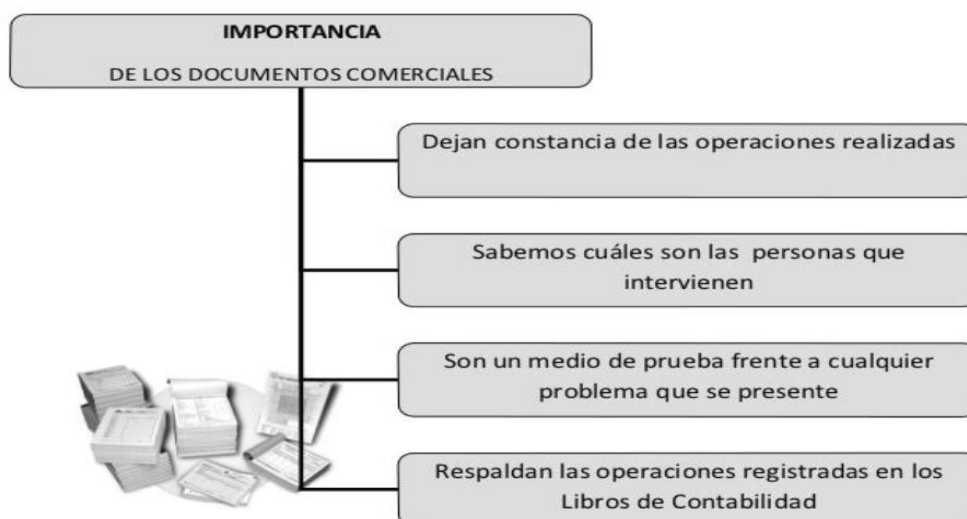 IMPORTANCIA
DE LOS DOCUMENTOS COMERCIALES
Dejan constancia de las operaciones realizadas
Sabemos cuáles son las personas que
intervienen
Son un medio de prueba frente a cualquier
problema que se presente
Respaldan las operaciones registradas en los
Libros de Contabilidad